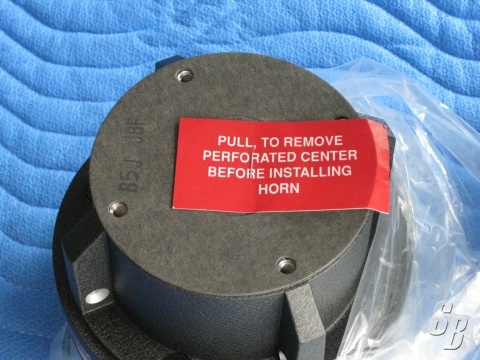 PULL, TO REMOVE
PERFORATED CENTER
BEFORE INSTALLING
HORN